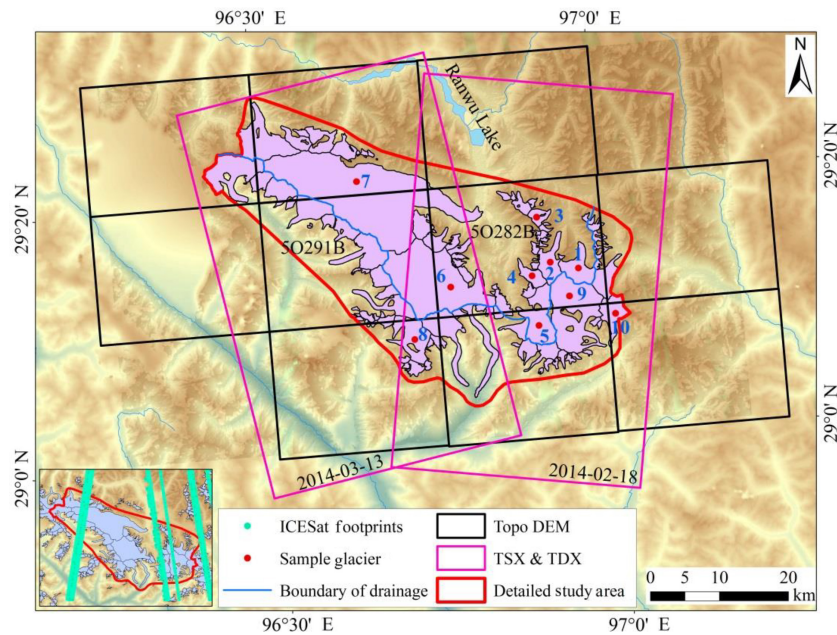 96°30′ E
97°0′ E
N
Ranwu Lake
29°20′ N
29°20′ N
7
3
5O282B
5O291B
1
2
4
6
9
8
5
10
29°0′ N
29°0′ N
2014-03-13
2014-02-18
ICESat footprints
Topo DEM
Sample glacier
TSX & TDX
Boundary of drainage
Detailed study area
0 5 10 20
km
96°30′ E
97°0′ E